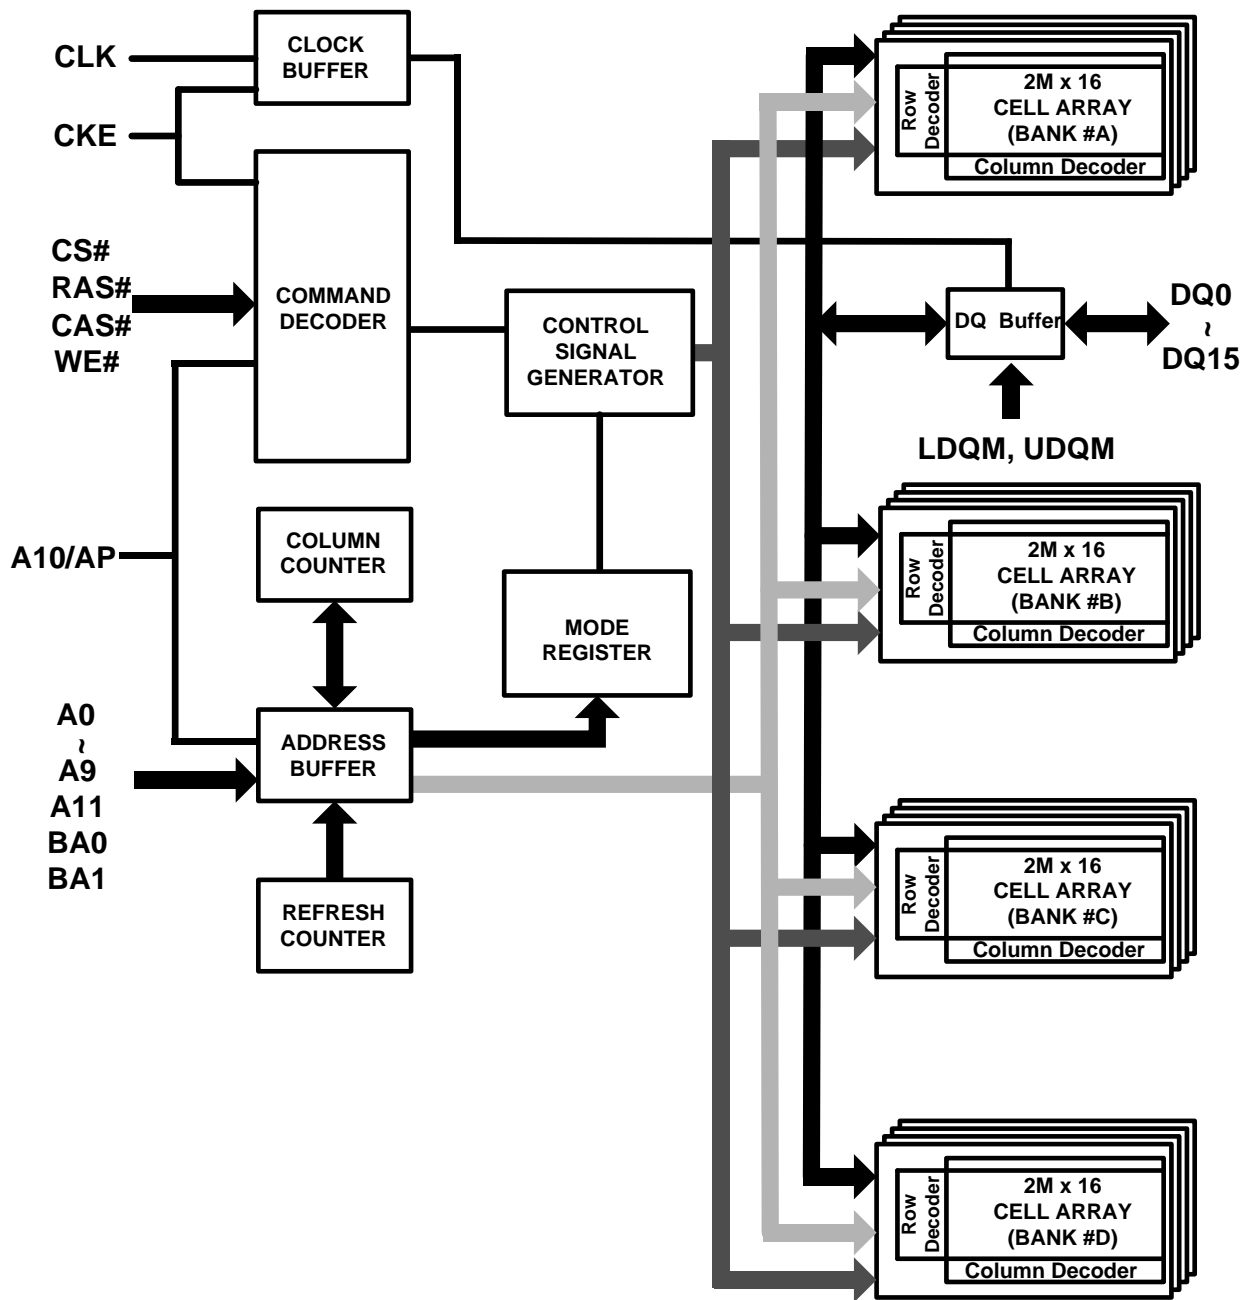 CLK
CKE
CLOCK
BUFFER
CS#
RAS#
CAS#
WE#
COMMAND
DECODER
CONTROL
SIGNAL
GENERATOR
A10/AP
COLUMN
COUNTER
MODE
REGISTER
A0
~
A9
A11
BA0
BA1
ADDRESS
BUFFER
REFRESH
COUNTER
Row
Decoder
2M x 16
CELL ARRAY
(BANK #A)
Column Decoder
DQ Buffer
DQ0
~
DQ15
LDQM, UDQM
Row
Decoder
2M x 16
CELL ARRAY
(BANK #B)
Column Decoder
Row
Decoder
2M x 16
CELL ARRAY
(BANK #C)
Column Decoder
Row
Decoder
2M x 16
CELL ARRAY
(BANK #D)
Column Decoder